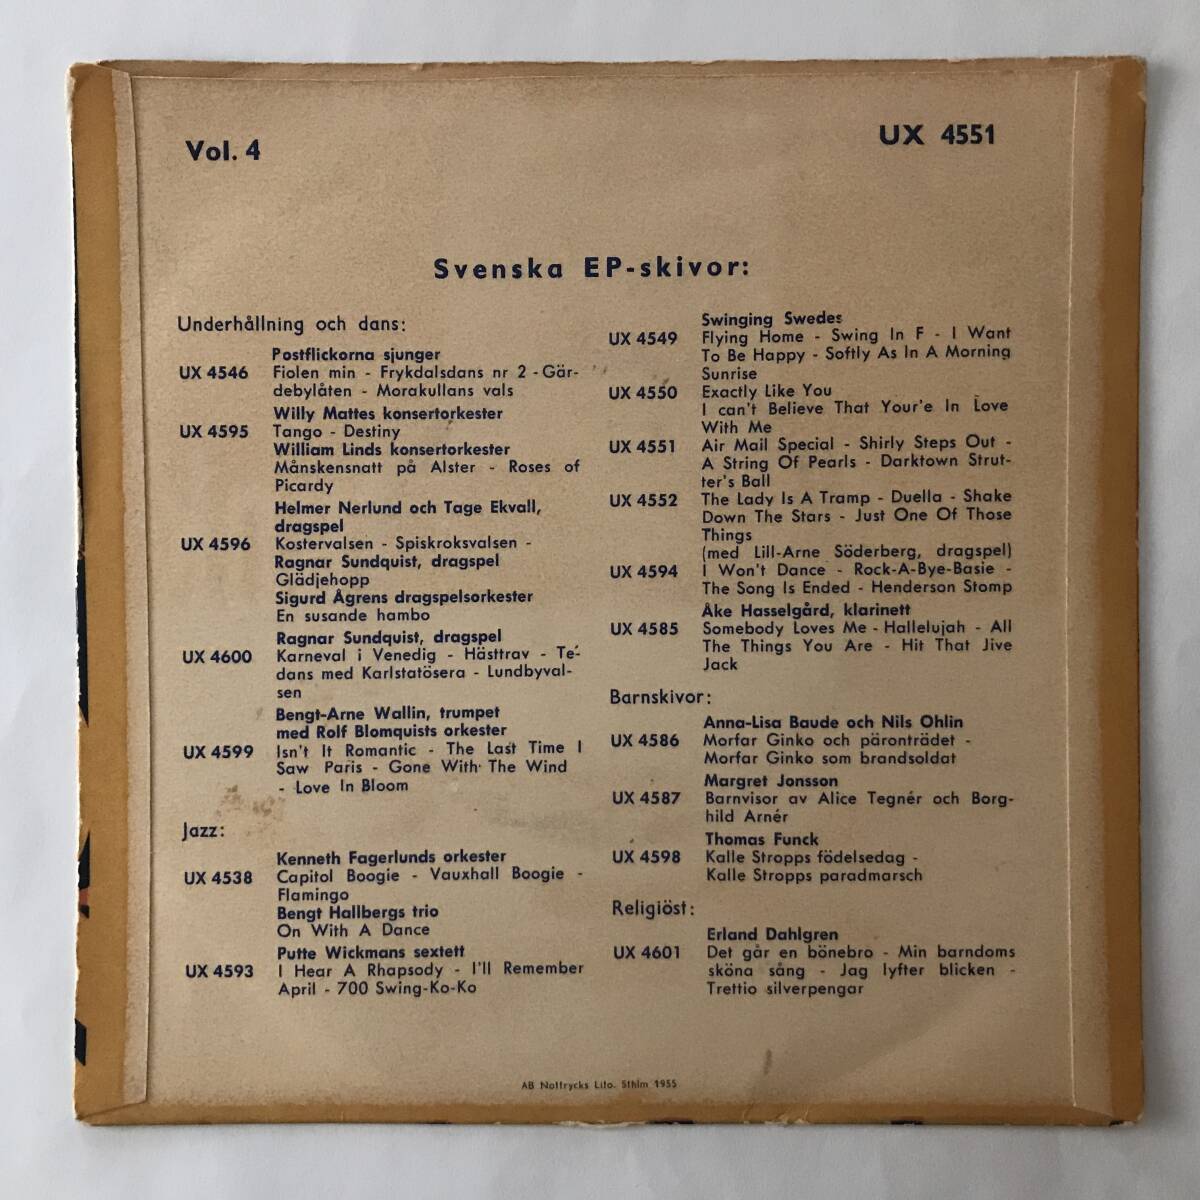 Vol. 4
UX 4551
Svenska EP-skivor:
Underhållning och dans:
Postflickorna sjunger
UX 4546 Fiolen min - Frykdalsdans nr 2 - Gär-
debylåten - Morakullans vals
Willy Mattes konsertorkester
UX 4595 Tango - Destiny
William Linds konsertorkester
Månskensnatt på Alster - Roses of
Picardy
Helmer Nerlund och Tage Ekvall,
dragspel
UX 4596 Kostervalsen - Spiskroksvalsen -
Ragnar Sundquist, dragspel
Glädjehopp
Sigurd Ågrens dragspelsorkester
En susande hambo
Ragnar Sundquist, dragspel
UX 4600 Karneval i Venedig - Hästtrav - Te-
dans med Karlstatösera - Lundbyval-
sen
Bengt-Arne Wallin, trumpet
med Rolf Blomquists orkester
UX 4599 Isn't It Romantic - The Last Time I
Saw Paris - Gone With The Wind
- Love In Bloom
Jazz:
Kenneth Fagerlunds orkester
UX 4538 Capitol Boogie - Vauxhall Boogie -
Flamingo
Bengt Hallbergs trio
On With A Dance
Putte Wickmans sextett
UX 4593 I Hear A Rhapsody - I'll Remember
April - 700 Swing-Ko-Ko
Swinging Swedes
UX 4549 Flying Home - Swing In F - I Want
To Be Happy - Softly As In A Morning
Sunrise
UX 4550 Exactly Like You
I can't Believe That Your'e In Love
With Me
UX 4551 Air Mail Special - Shirly Steps Out -
A String Of Pearls - Darktown Strut-
ter's Ball
UX 4552 The Lady Is A Tramp - Duella - Shake
Down The Stars - Just One Of Those
Things
(med Lill-Arne Söderberg, dragspel)
UX 4594 I Won't Dance - Rock-A-Bye-Basie -
The Song Is Ended - Henderson Stomp
Åke Hasselgård, klarinett
UX 4585 Somebody Loves Me - Hallelujah - All
The Things You Are - Hit That Jive
Jack
Barnskivor:
Anna-Lisa Baude och Nils Ohlin
UX 4586 Morfar Ginko och päronträdet -
Morfar Ginko som brandsoldat
Margret Jonsson
UX 4587 Barnvisor av Alice Tegnér och Borg-
hild Arnér
Thomas Funck
UX 4598 Kalle Stropps födelsedag -
Kalle Stropps paradmarsch
Religiöst:
Erland Dahlgren
UX 4601 Det går en bönebro - Min barndoms
sköna sång - Jag lyfter blicken -
Trettio silverpengar
AB Nottrycks Lito. Sthlm 1955